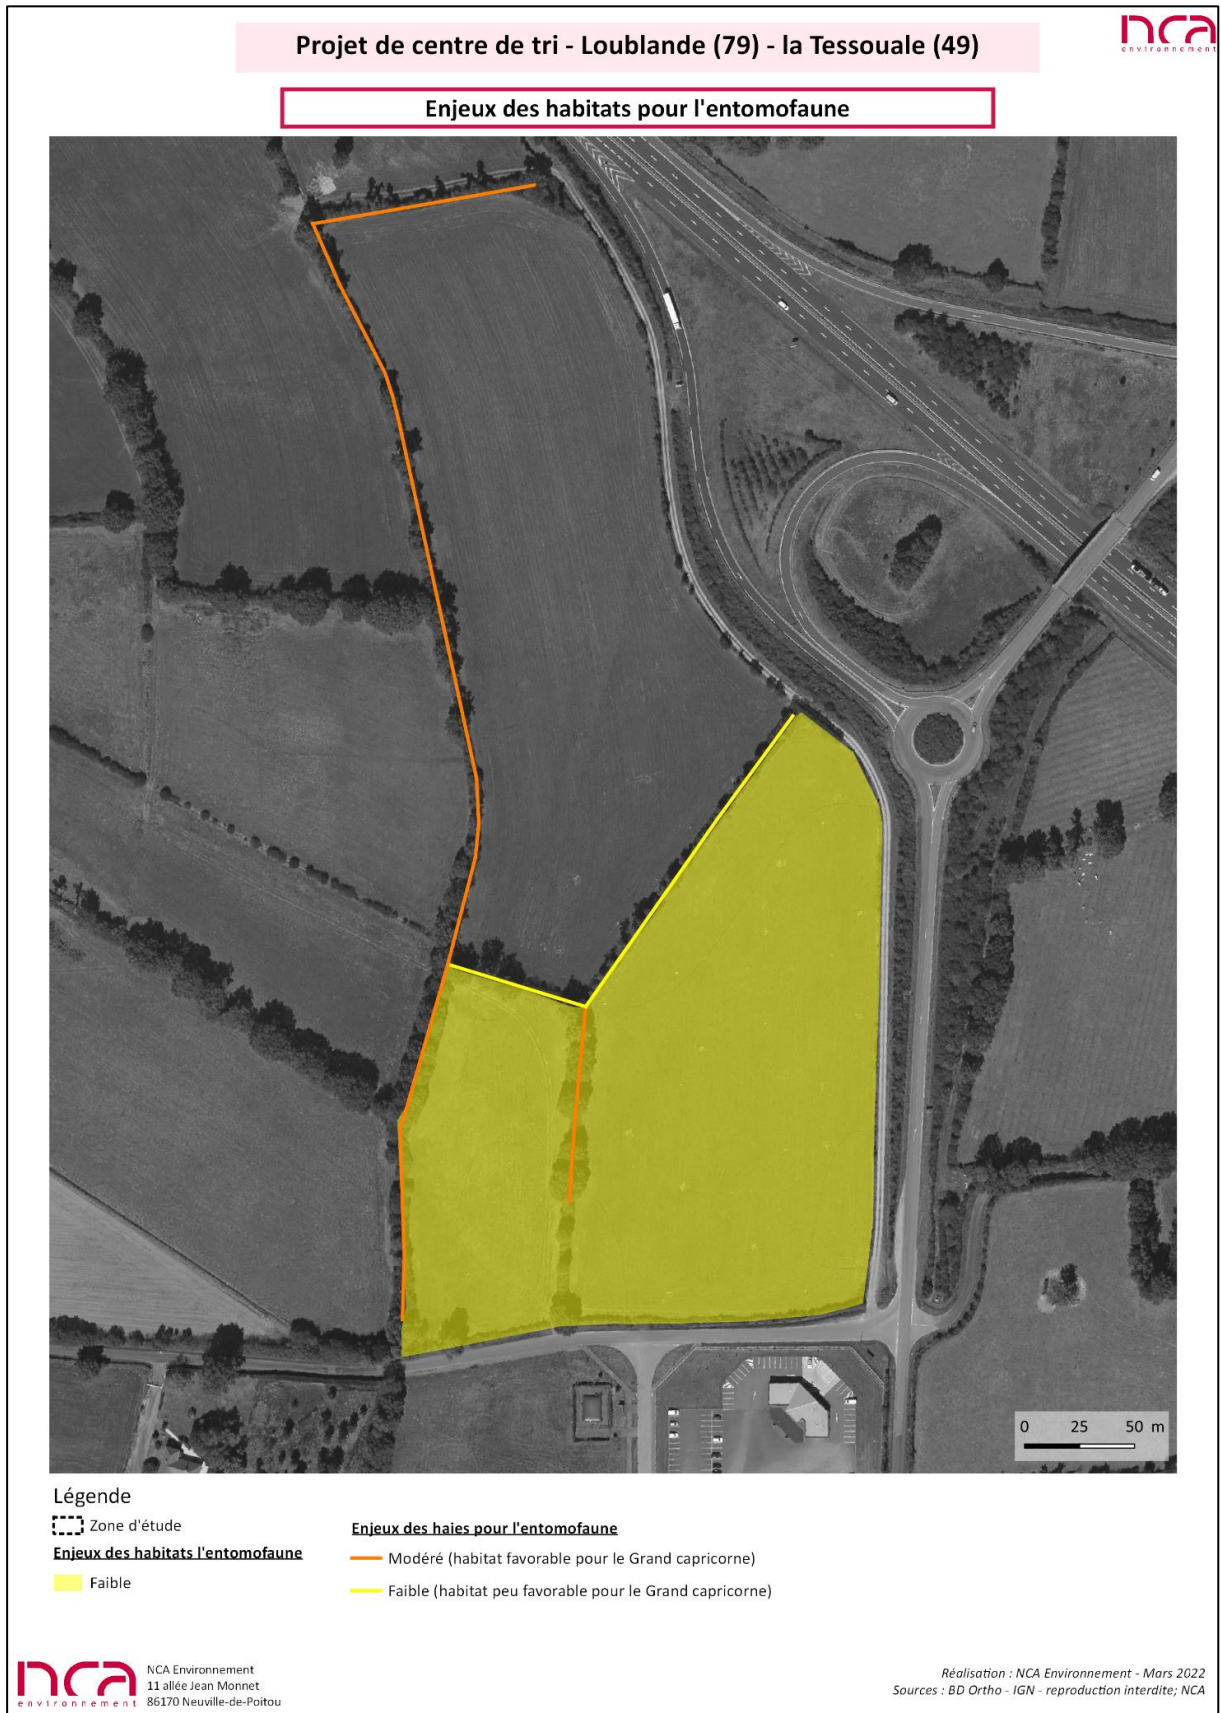 nca
environnement
Projet de centre de tri - Loublande (79) - la Tessouale (49)
Enjeux des habitats pour l'entomofaune
0 25 50 m
Légende
Zone d'étude
Enjeux des habitats l'entomofaune
Faible
Enjeux des haies pour l'entomofaune
Modéré (habitat favorable pour le Grand capricorne)
Faible (habitat peu favorable pour le Grand capricorne)
nca
environnement
NCA Environnement
11 allée Jean Monnet
86170 Neuville-de-Poitou
Réalisation : NCA Environnement - Mars 2022
Sources : BD Ortho - IGN - reproduction interdite; NCA